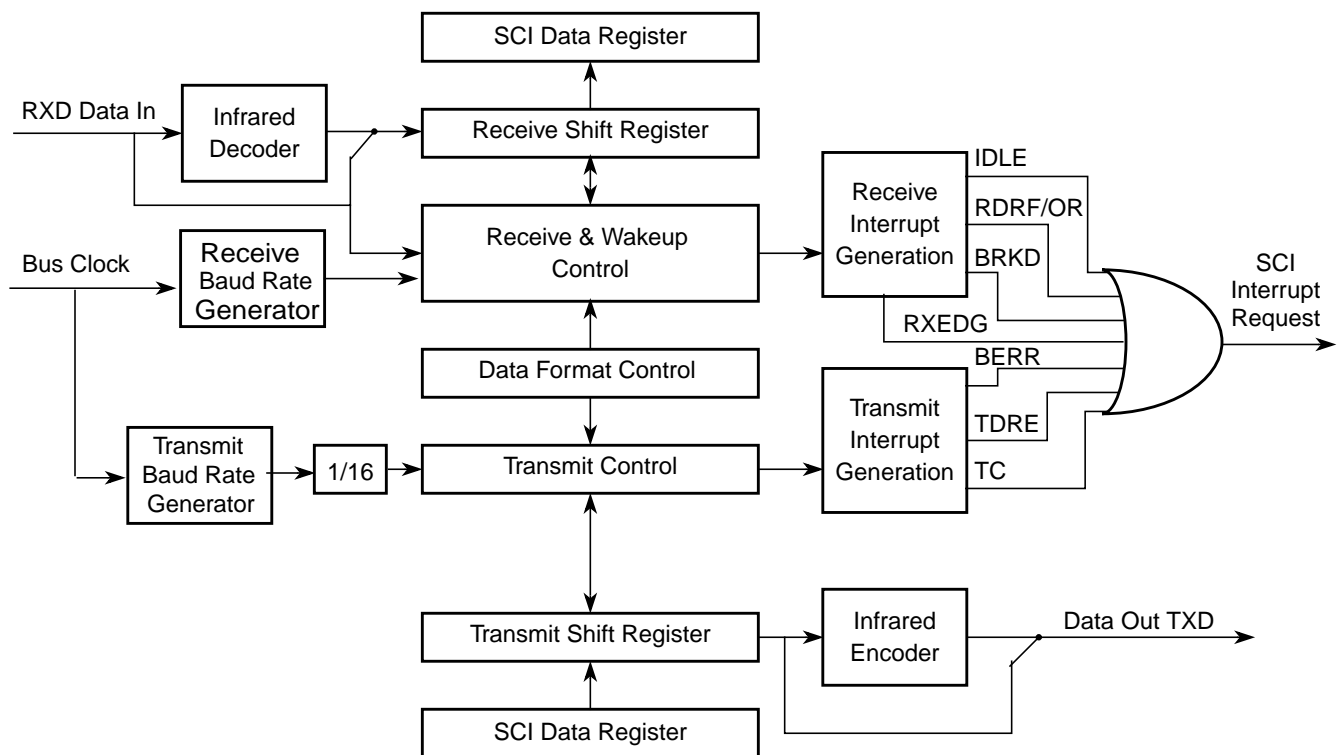 SCI Data Register
RXD Data In
Infrared
Decoder
Receive Shift Register
IDLE
Receive
Interrupt
Generation
RDRF/OR
Receive & Wakeup
Control
BRKD
Bus Clock
Receive
Baud Rate
Generator
SCI
Interrupt
Request
RXEDG
Data Format Control
BERR
Transmit
Interrupt
Generation
TDRE
Transmit
Baud Rate
Generator
1/16
Transmit Control
TC
Transmit Shift Register
Infrared
Encoder
Data Out TXD
SCI Data Register